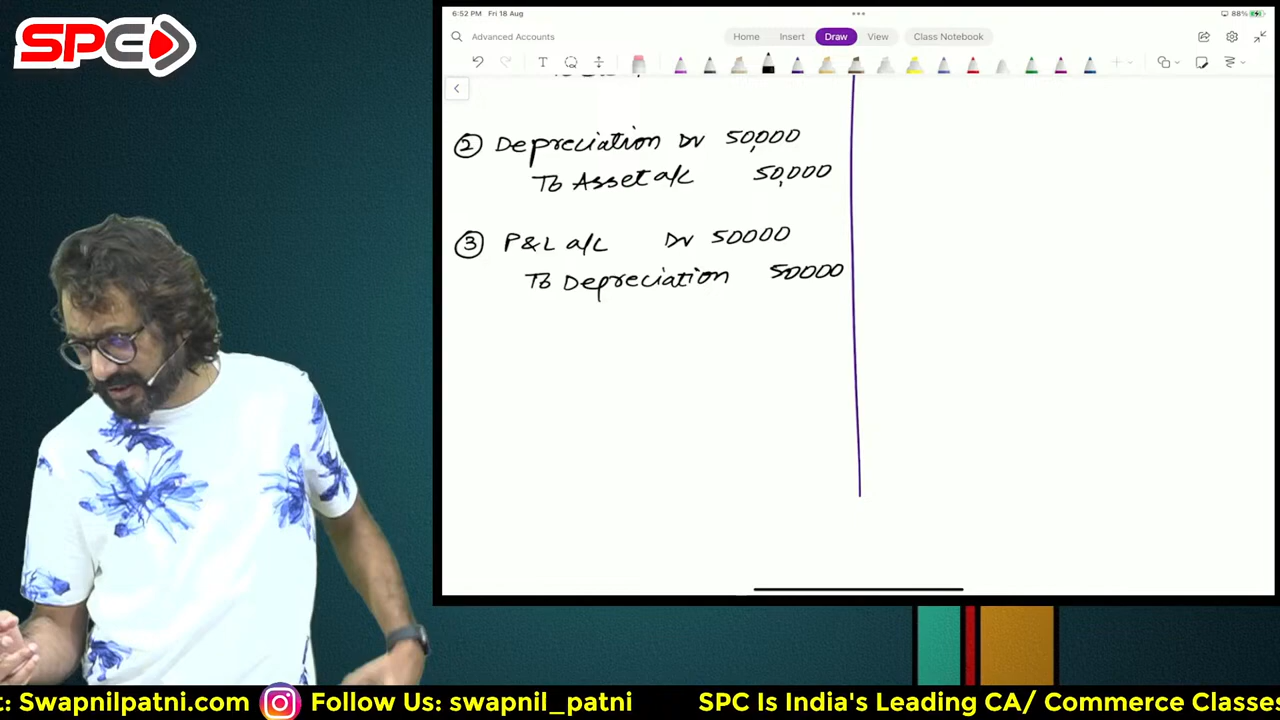 SPC
6:52 PM Fri 18 Aug
88%
Advanced Accounts
Home Insert Draw View Class Notebook
② Depreciation Dr 50,000
To Asset a/c 50,000
③ P&L a/c Dr 50000
To Depreciation 50000
t: Swapnilpatni.com Follow Us: swapnil_patni SPC Is India's Leading CA/ Commerce Classes